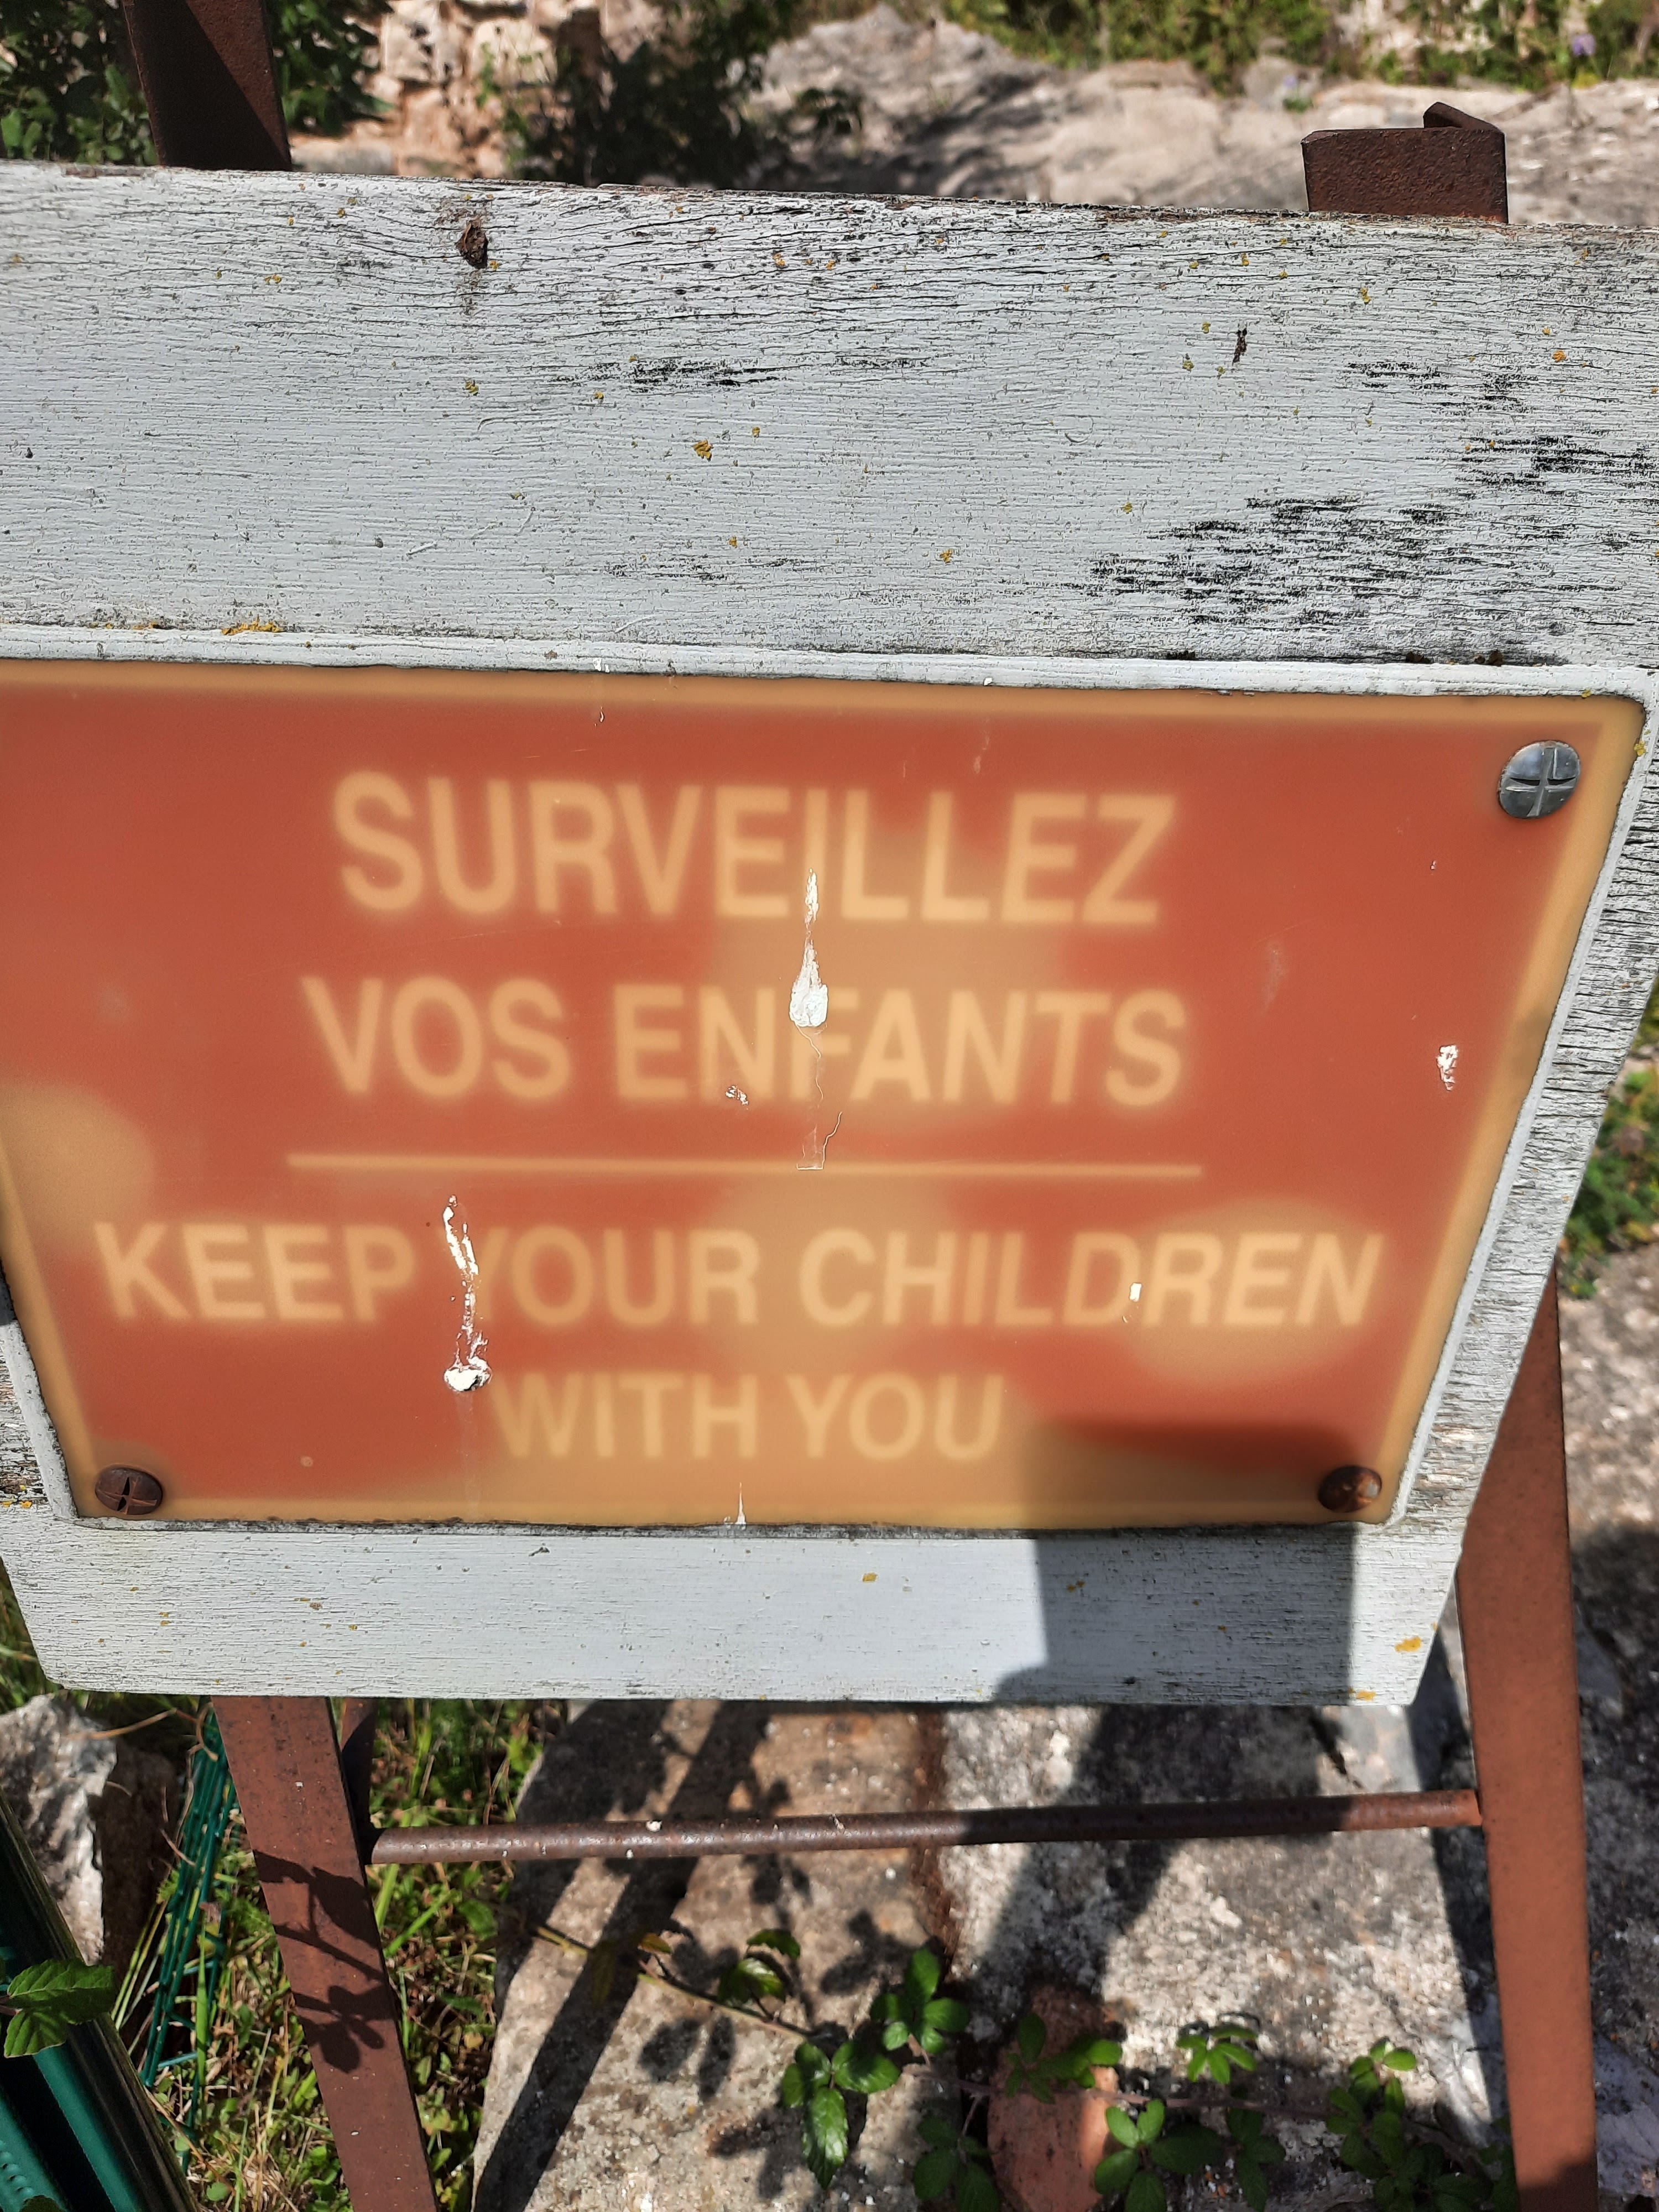 SURVEILLEZ
VOS ENFANTS
KEEP YOUR CHILDREN
WITH YOU